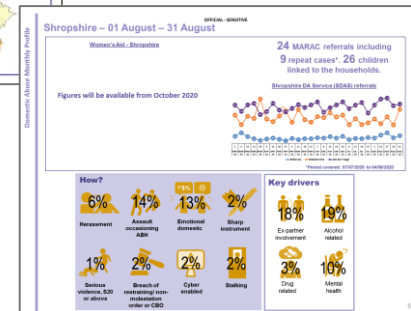 OFFICIAL - SENSITIVE
Domestic Abuse Monthly Profile
Shropshire – 01 August – 31 August
Women's Aid - Shropshire
Figures will be available from October 2020
24 MARAC referrals including
9 repeat cases*. 26 children
linked to the households.
Shropshire DA Service (SDAS) referrals
*Period covered: 07/07/2020 to 04/08/2020
How?
6%
Harassment
14%
Assault
occasioning
ABH
13%
Emotional
domestic
2%
Sharp
instrument
1%
Serious
violence, S20
or above
2%
Breach of
restraining/ non-
molestation
order or CBO
2%
Cyber
enabled
2%
Stalking
Key drivers
18%
Ex-partner
involvement
19%
Alcohol
related
3%
Drug
related
10%
Mental
health
5